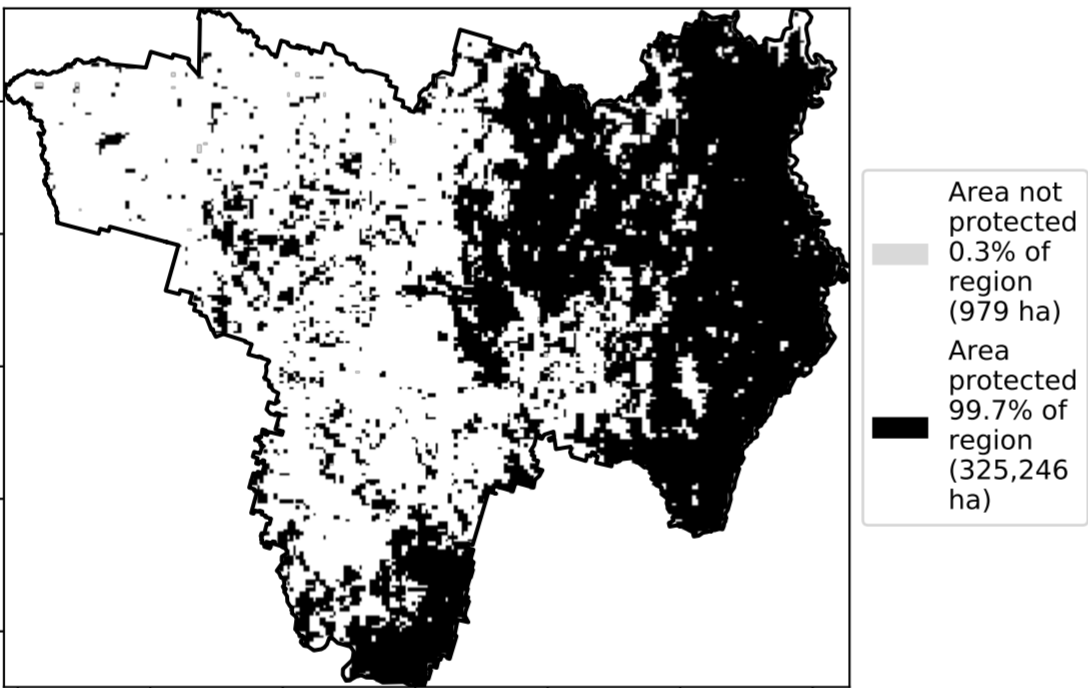 Area not
protected
0.3% of
region
(979 ha)
Area
protected
99.7% of
region
(325,246
ha)